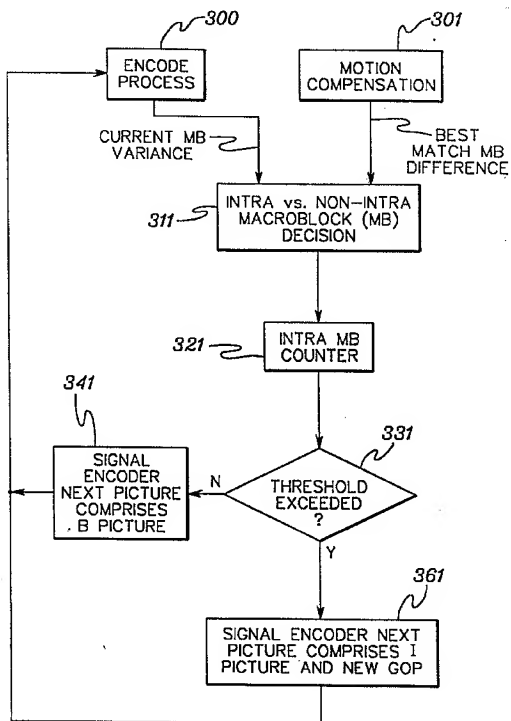 300
ENCODE
PROCESS
301
MOTION
COMPENSATION
CURRENT MB
VARIANCE
BEST
MATCH MB
DIFFERENCE
311
INTRA vs. NON-INTRA
MACROBLOCK (MB)
DECISION
321
INTRA MB
COUNTER
341
SIGNAL
ENCODER
NEXT PICTURE
COMPRISES
B PICTURE
N
331
THRESHOLD
EXCEEDED
?
Y
361
SIGNAL ENCODER NEXT
PICTURE COMPRISES I
PICTURE AND NEW GOP